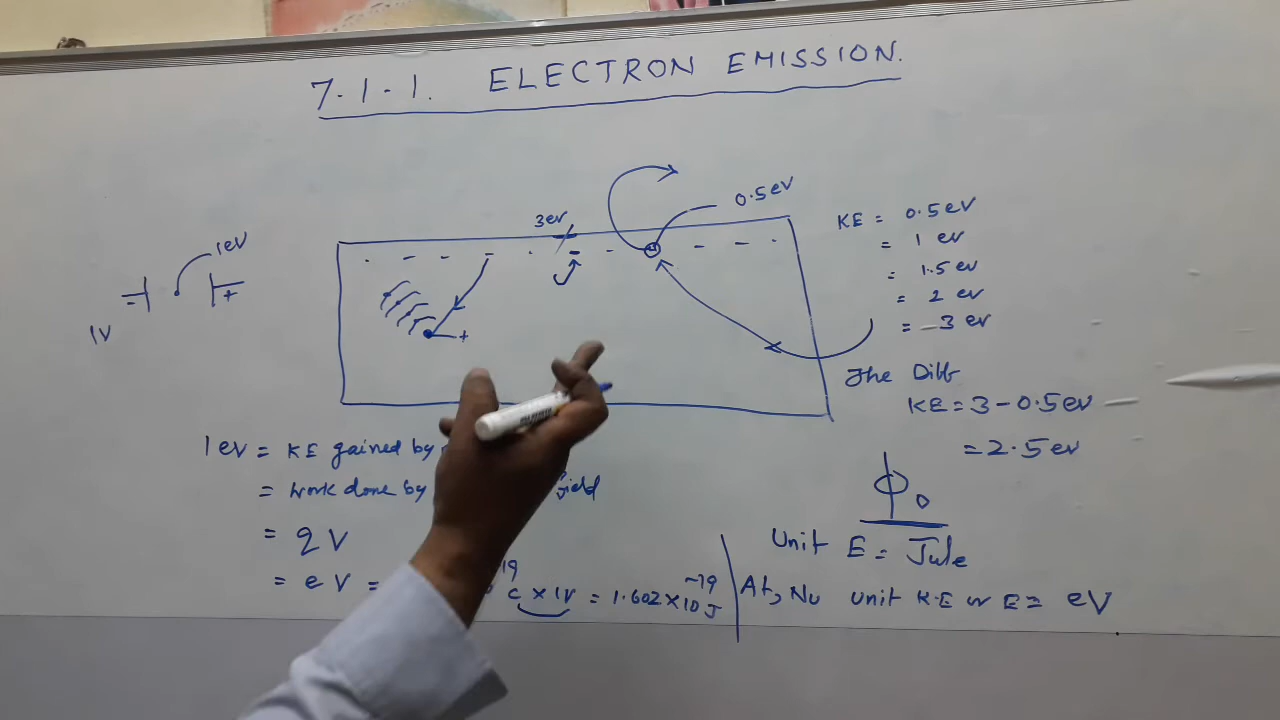 7.1.1. ELECTRON EMISSION.
3ev
0.5ev
1ev
- +
1V
+
KE = 0.5ev
= 1 ev
= 1.5 ev
= 2 ev
= 3 ev
The Diff
KE = 3 - 0.5ev
= 2.5ev
ϕ0
1ev = KE gained by
= work done by field
= qV
= eV = 19 c × 1V = 1.602 × 10-19 J
Unit E = Jule
At, Nu unit K.E or E = eV